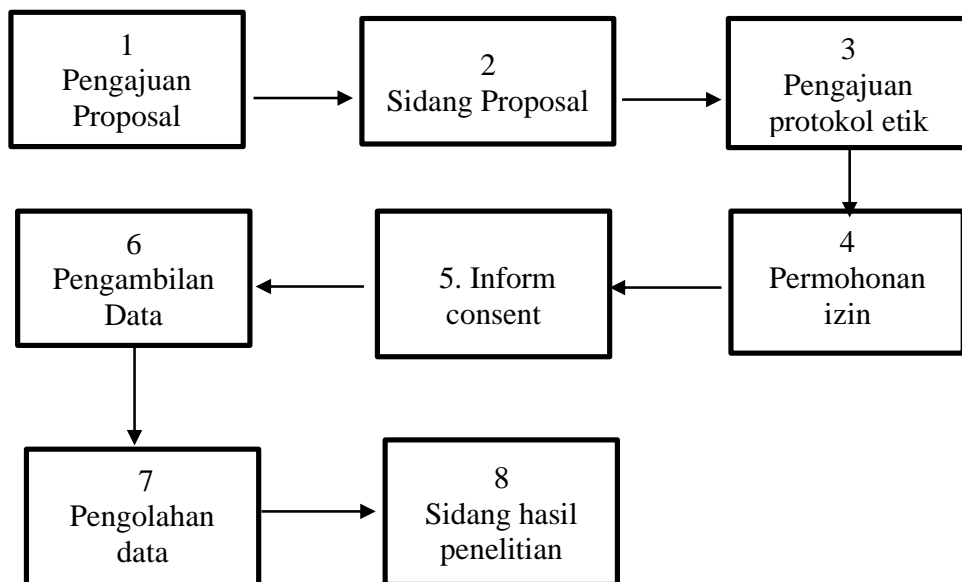 1
Pengajuan
Proposal
2
Sidang Proposal
3
Pengajuan
protokol etik
4
Permohonan
izin
5. Inform
consent
6
Pengambilan
Data
7
Pengolahan
data
8
Sidang hasil
penelitian